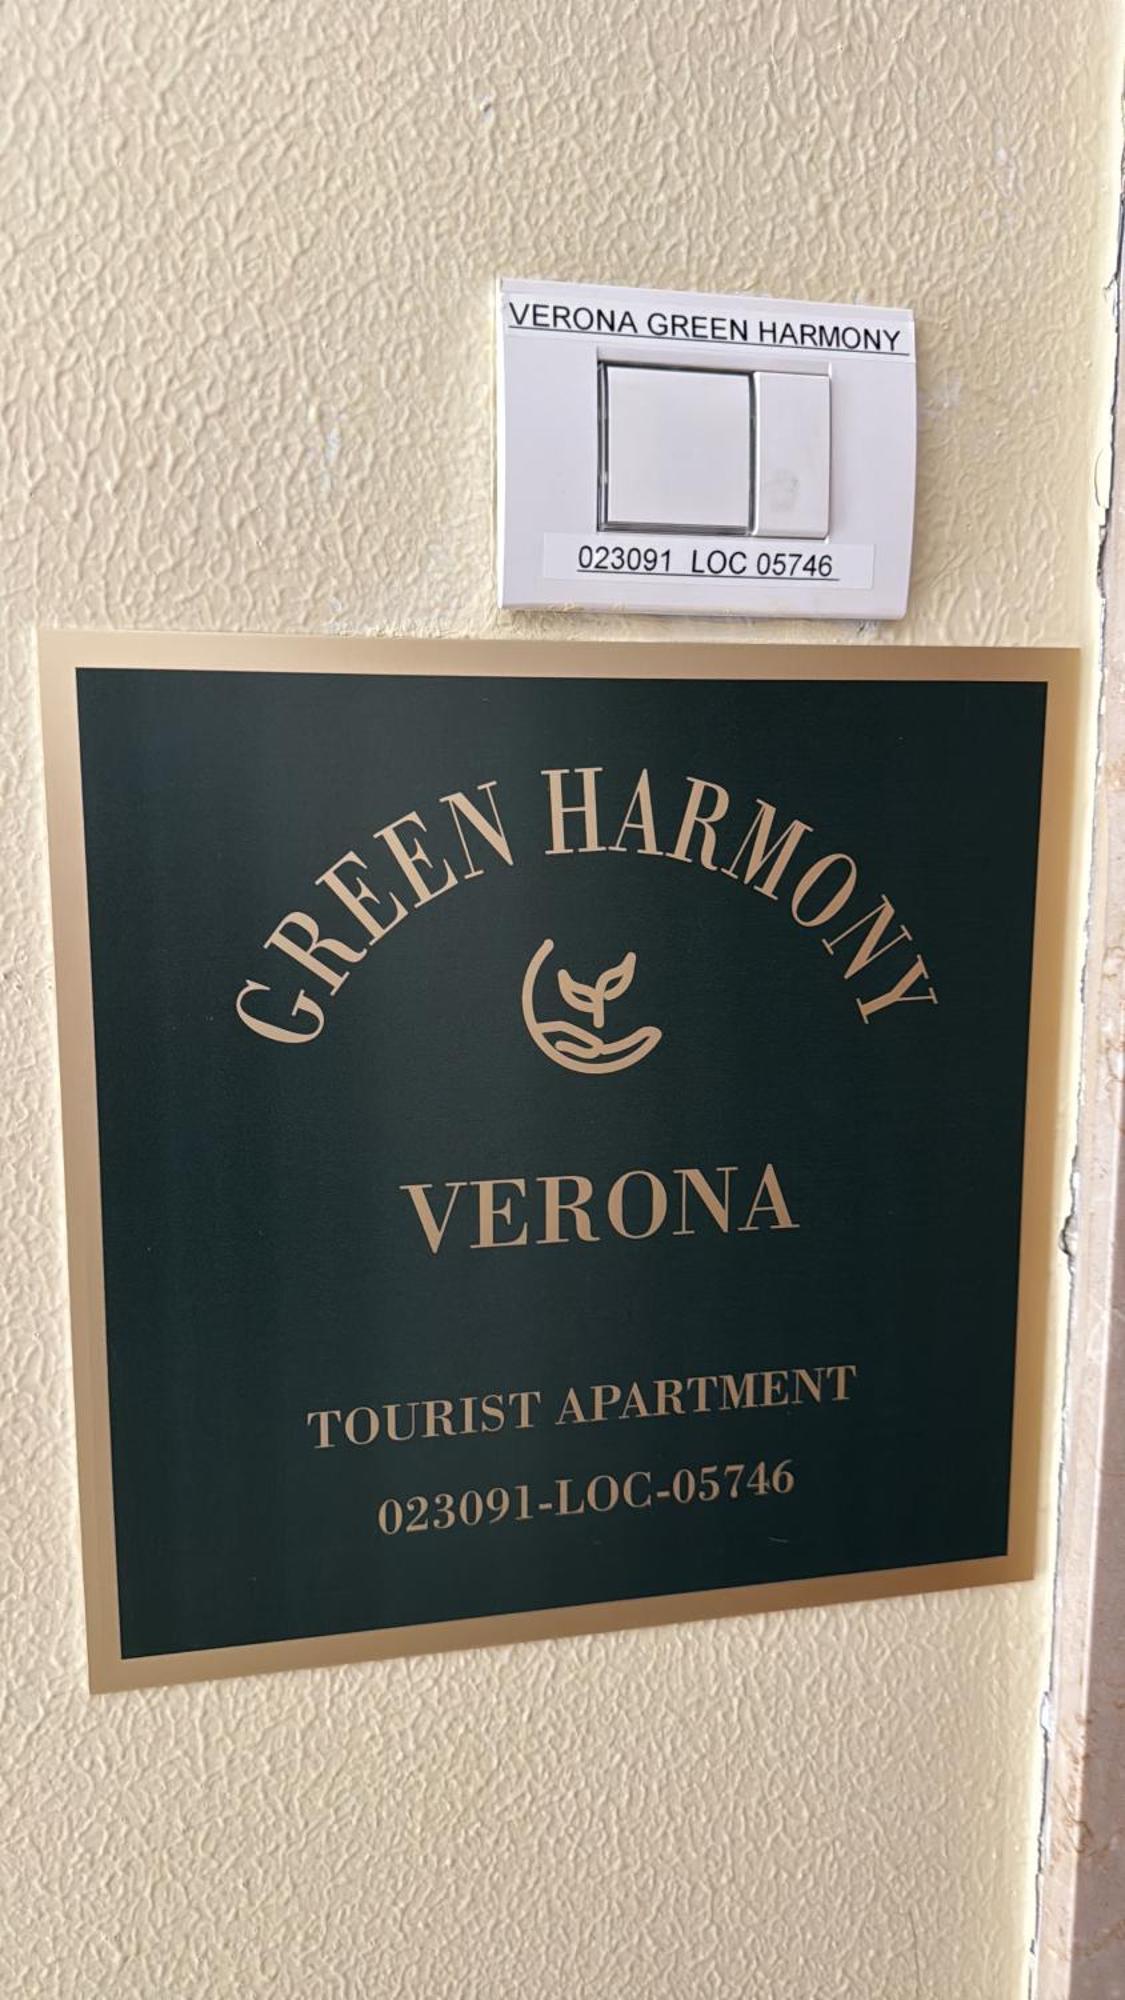 VERONA GREEN HARMONY
023091 LOC 05746
GREEN HARMONY
VERONA
TOURIST APARTMENT
023091-LOC-05746